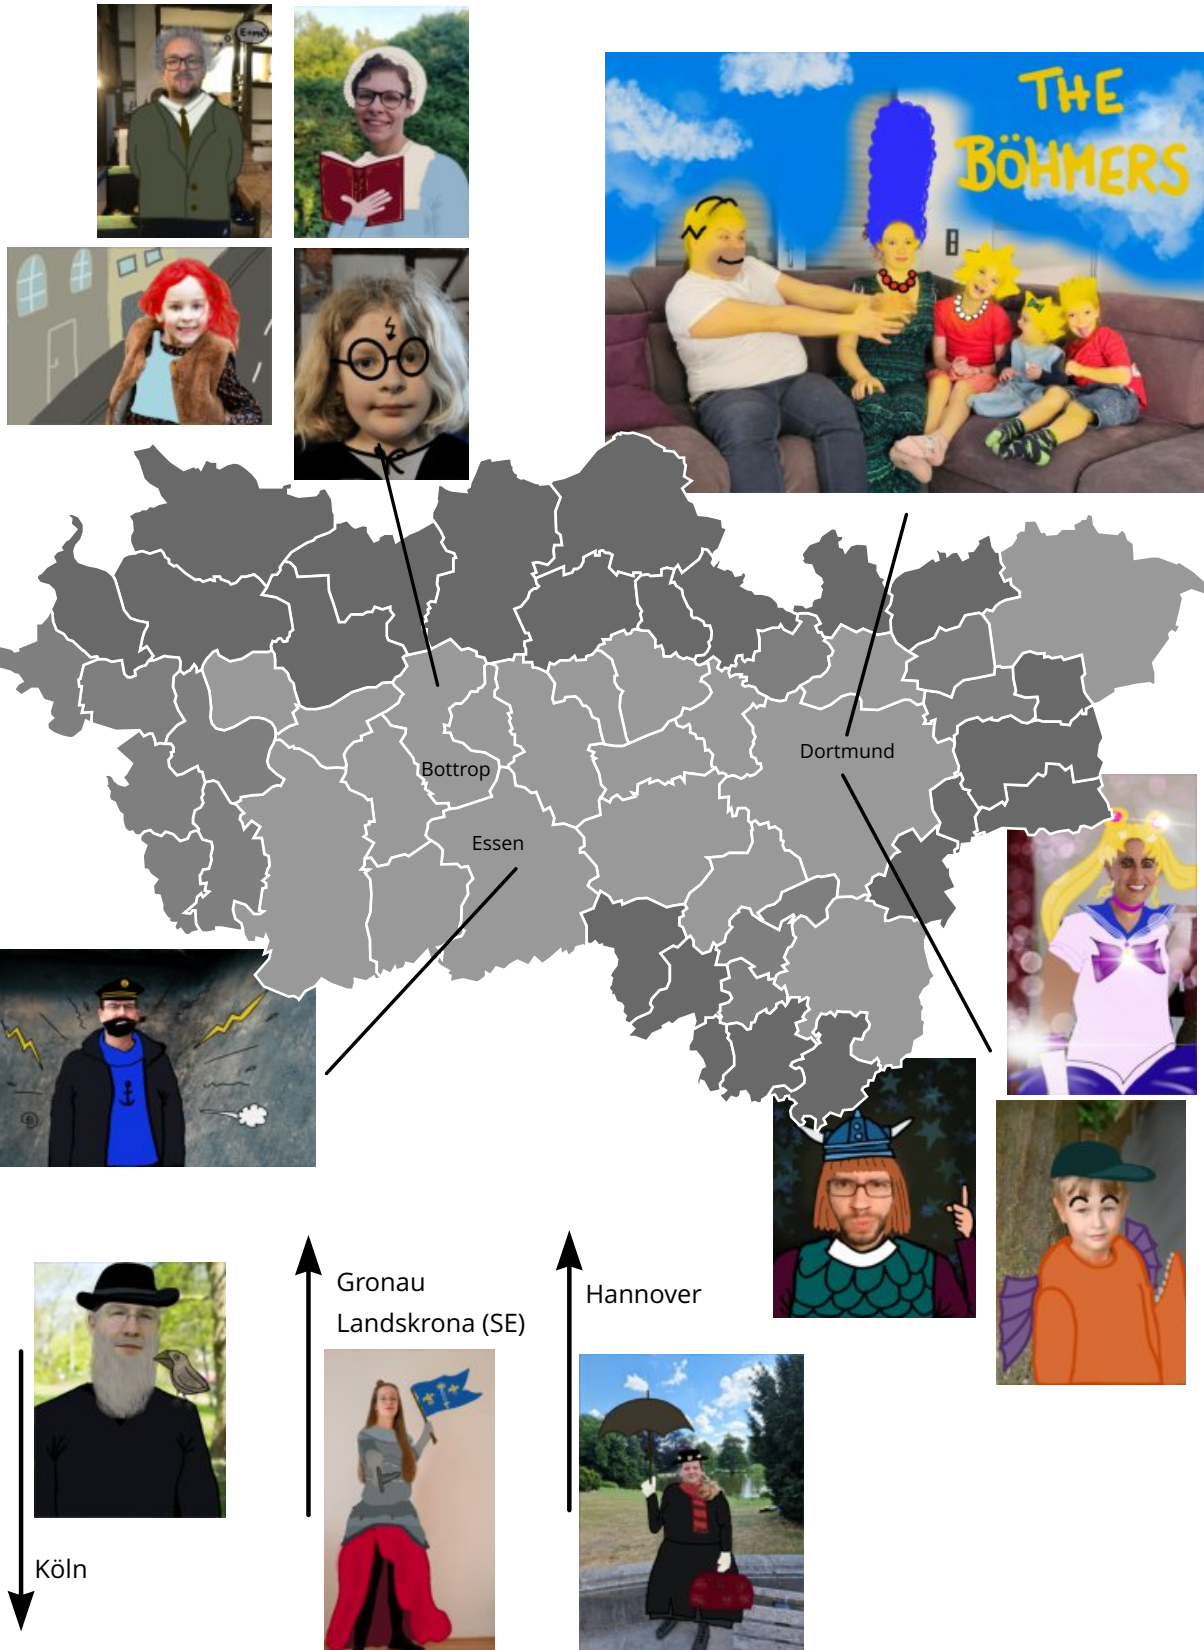 THE
BÖHMERS
Dortmund
Bottrop
Essen
Gronau
Landskrona (SE)
Hannover
Köln